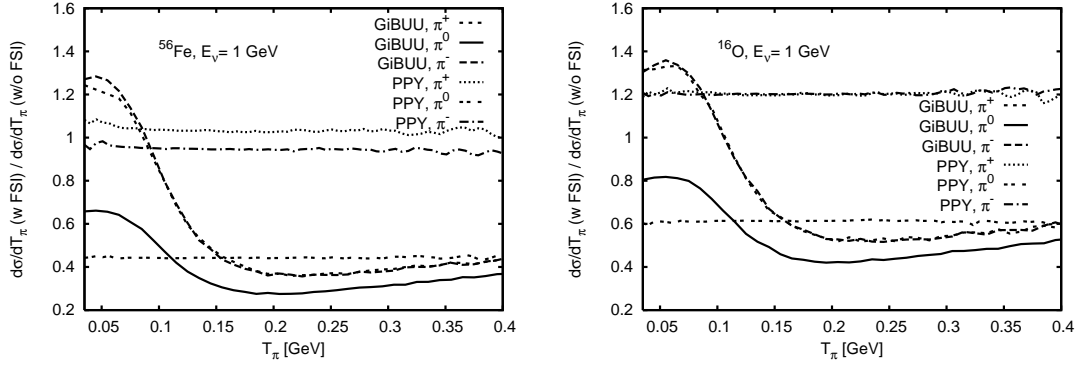 dσ/dTπ (w FSI) / dσ/dTπ (w/o FSI)
1.6
1.4
1.2
1
0.8
0.6
0.4
0.2
⁵⁶Fe, Eν= 1 GeV
GiBUU, π⁺
GiBUU, π⁰
GiBUU, π⁻
PPY, π⁺
PPY, π⁰
PPY, π⁻
0.05 0.1 0.15 0.2 0.25 0.3 0.35 0.4
Tπ [GeV]
dσ/dTπ (w FSI) / dσ/dTπ (w/o FSI)
1.6
1.4
1.2
1
0.8
0.6
0.4
0.2
¹⁶O, Eν= 1 GeV
GiBUU, π⁺
GiBUU, π⁰
GiBUU, π⁻
PPY, π⁺
PPY, π⁰
PPY, π⁻
0.05 0.1 0.15 0.2 0.25 0.3 0.35 0.4
Tπ [GeV]